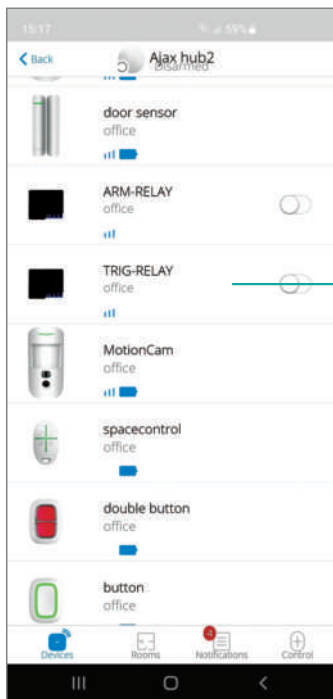 15:17
59%
Back
Ajax hub2
Disarmed
door sensor
office
ARM-RELAY
office
TRIG-RELAY
office
MotionCam
office
spacecontrol
office
double button
office
button
office
4
Devices
Rooms
Notifications
Control